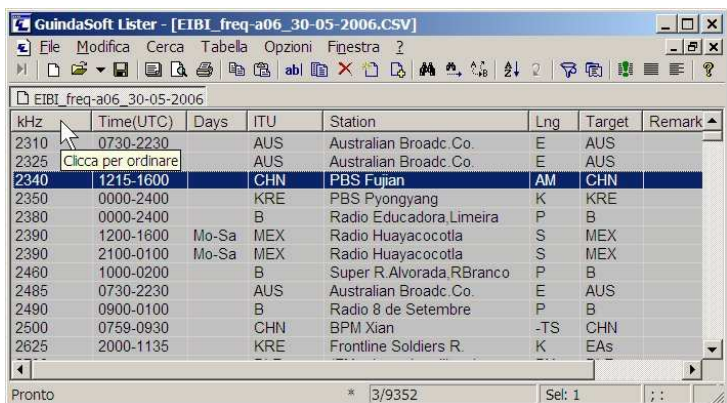 GuindaSoft Lister - [EIBI_freq-a06_30-05-2006.CSV]
File Modifica Cerca Tabella Opzioni Finestra ?
EIBI_freq-a06_30-05-2006
kHz Time(UTC) Days ITU Station Lng Target Remark
2310 0730-2230 AUS Australian Broadc.Co. E AUS
2325 AUS Australian Broadc.Co. E AUS
Clicca per ordinare
2340 1215-1600 CHN PBS Fujian AM CHN
2350 0000-2400 KRE PBS Pyongyang K KRE
2380 0000-2400 B Radio Educadora,Limeira P B
2390 1200-1600 Mo-Sa MEX Radio Huayacocotla S MEX
2390 2100-0100 Mo-Sa MEX Radio Huayacocotla S MEX
2460 1000-0200 B Super R.Alvorada,RBranco P B
2485 0730-2230 AUS Australian Broadc.Co. E AUS
2490 0900-0100 B Radio 8 de Setembre P B
2500 0759-0930 CHN BPM Xian -TS CHN
2625 2000-1135 KRE Frontline Soldiers R. K EAs
Pronto * 3/9352 Sel: 1 ; :